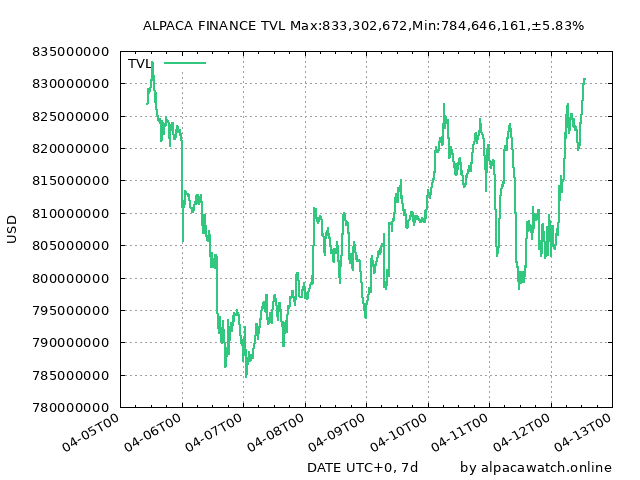 ALPACA FINANCE TVL Max:833,302,672,Min:784,646,161,±5.83%
835000000
TVL
830000000
825000000
820000000
815000000
810000000
805000000
800000000
795000000
790000000
785000000
780000000
USD
04-05T00
04-06T00
04-07T00
04-08T00
04-09T00
04-10T00
04-11T00
04-12T00
04-13T00
DATE UTC+0, 7d
by alpacawatch.online